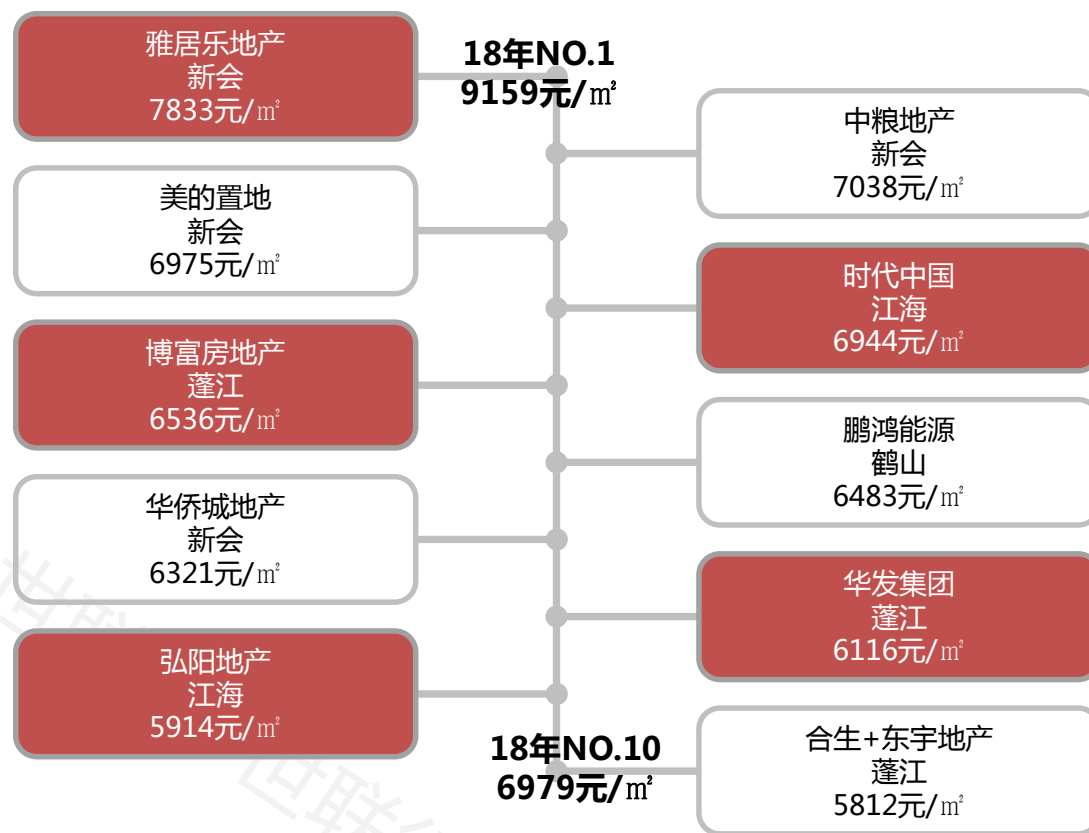 雅居乐地产
新会
7833元/㎡
18年NO.1
9159元/㎡
中粮地产
新会
7038元/㎡
美的置地
新会
6975元/㎡
时代中国
江海
6944元/㎡
博富房地产
蓬江
6536元/㎡
鹏鸿能源
鹤山
6483元/㎡
华侨城地产
新会
6321元/㎡
华发集团
蓬江
6116元/㎡
弘阳地产
江海
5914元/㎡
18年NO.10
6979元/㎡
合生+东宇地产
蓬江
5812元/㎡
世联
世联